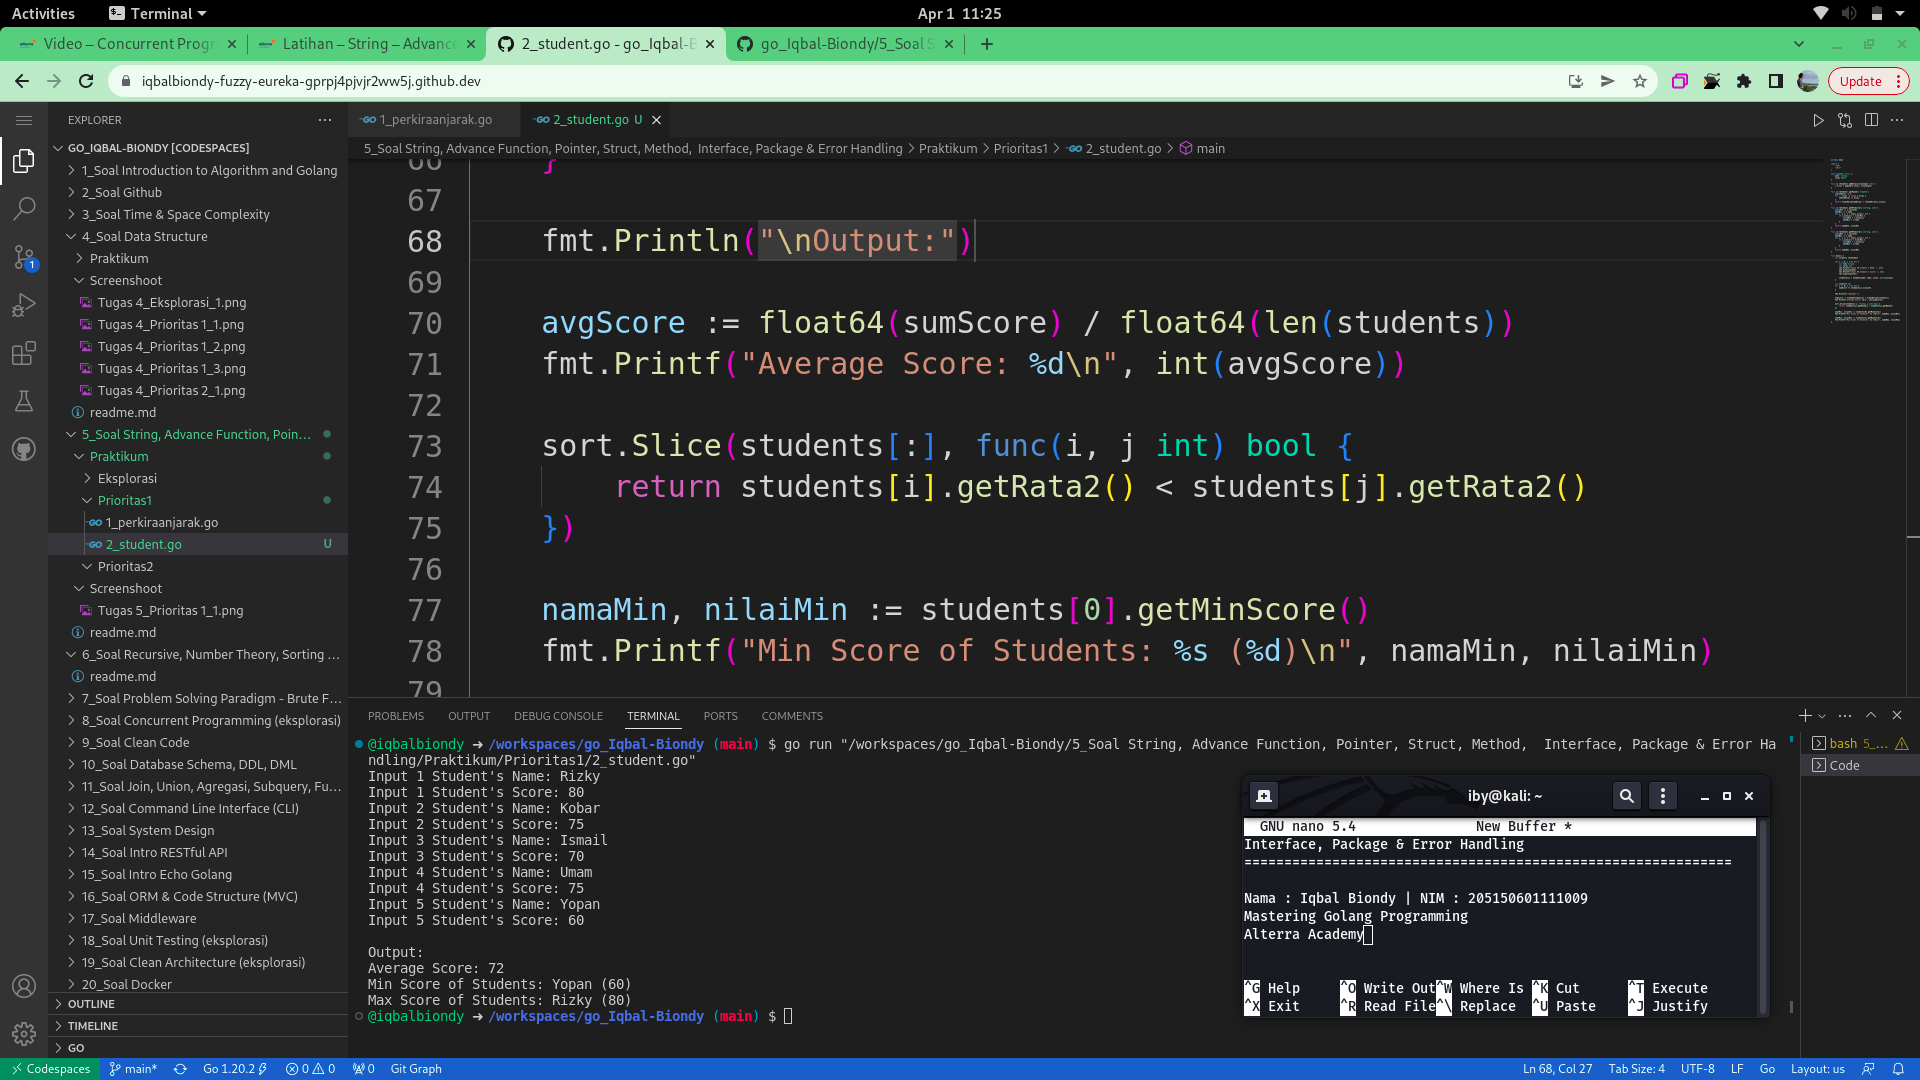 Activities
Terminal
Apr 1 11:25
Video – Concurrent Progr
Latihan – String – Advance
2_student.go - go_Iqbal-B
go_Iqbal-Biondy/5_Soal S
iqbalbiondy-fuzzy-eureka-gprpj4pjvjr2ww5j.github.dev
Update
EXPLORER
GO_IQBAL-BIONDY [CODESPACES]
1_Soal Introduction to Algorithm and Golang
2_Soal Github
3_Soal Time & Space Complexity
4_Soal Data Structure
Praktikum
Screenshoot
Tugas 4_Eksplorasi_1.png
Tugas 4_Prioritas 1_1.png
Tugas 4_Prioritas 1_2.png
Tugas 4_Prioritas 1_3.png
Tugas 4_Prioritas 2_1.png
readme.md
5_Soal String, Advance Function, Poin...
Praktikum
Eksplorasi
Prioritas1
1_perkiraanjarak.go
2_student.go U
Prioritas2
Screenshoot
Tugas 5_Prioritas 1_1.png
readme.md
6_Soal Recursive, Number Theory, Sorting ...
readme.md
7_Soal Problem Solving Paradigm - Brute F...
8_Soal Concurrent Programming (eksplorasi)
9_Soal Clean Code
10_Soal Database Schema, DDL, DML
11_Soal Join, Union, Agregasi, Subquery, Fu...
12_Soal Command Line Interface (CLI)
13_Soal System Design
14_Soal Intro RESTful API
15_Soal Intro Echo Golang
16_Soal ORM & Code Structure (MVC)
17_Soal Middleware
18_Soal Unit Testing (eksplorasi)
19_Soal Clean Architecture (eksplorasi)
20_Soal Docker
OUTLINE
TIMELINE
GO
1
1_perkiraanjarak.go
2_student.go U
5_Soal String, Advance Function, Pointer, Struct, Method,  Interface, Package & Error Handling > Praktikum > Prioritas1 > 2_student.go > main
66 }
67
68 fmt.Println("\nOutput:")
69
70 avgScore := float64(sumScore) / float64(len(students))
71 fmt.Printf("Average Score: %d\n", int(avgScore))
72
73 sort.Slice(students[:], func(i, j int) bool {
74 return students[i].getRata2() < students[j].getRata2()
75 })
76
77 namaMin, nilaiMin := students[0].getMinScore()
78 fmt.Printf("Min Score of Students: %s (%d)\n", namaMin, nilaiMin)
79
PROBLEMS OUTPUT DEBUG CONSOLE TERMINAL PORTS COMMENTS
@iqbalbiondy ➜ /workspaces/go_Iqbal-Biondy (main) $ go run "/workspaces/go_Iqbal-Biondy/5_Soal String, Advance Function, Pointer, Struct, Method,  Interface, Package & Error Ha
ndling/Praktikum/Prioritas1/2_student.go"
Input 1 Student's Name: Rizky
Input 1 Student's Score: 80
Input 2 Student's Name: Kobar
Input 2 Student's Score: 75
Input 3 Student's Name: Ismail
Input 3 Student's Score: 70
Input 4 Student's Name: Umam
Input 4 Student's Score: 75
Input 5 Student's Name: Yopan
Input 5 Student's Score: 60
Output:
Average Score: 72
Min Score of Students: Yopan (60)
Max Score of Students: Rizky (80)
@iqbalbiondy ➜ /workspaces/go_Iqbal-Biondy (main) $
bash 5_...
Code
iby@kali: ~
GNU nano 5.4 New Buffer *
Interface, Package & Error Handling
=============================================================
Nama : Iqbal Biondy | NIM : 205150601111009
Mastering Golang Programming
Alterra Academy
^G Help ^O Write Out ^W Where Is ^K Cut ^T Execute
^X Exit ^R Read File ^\ Replace ^U Paste ^J Justify
Codespaces main* Go 1.20.2 0 0 0 Git Graph
Ln 68, Col 27 Tab Size: 4 UTF-8 LF Go Layout: us